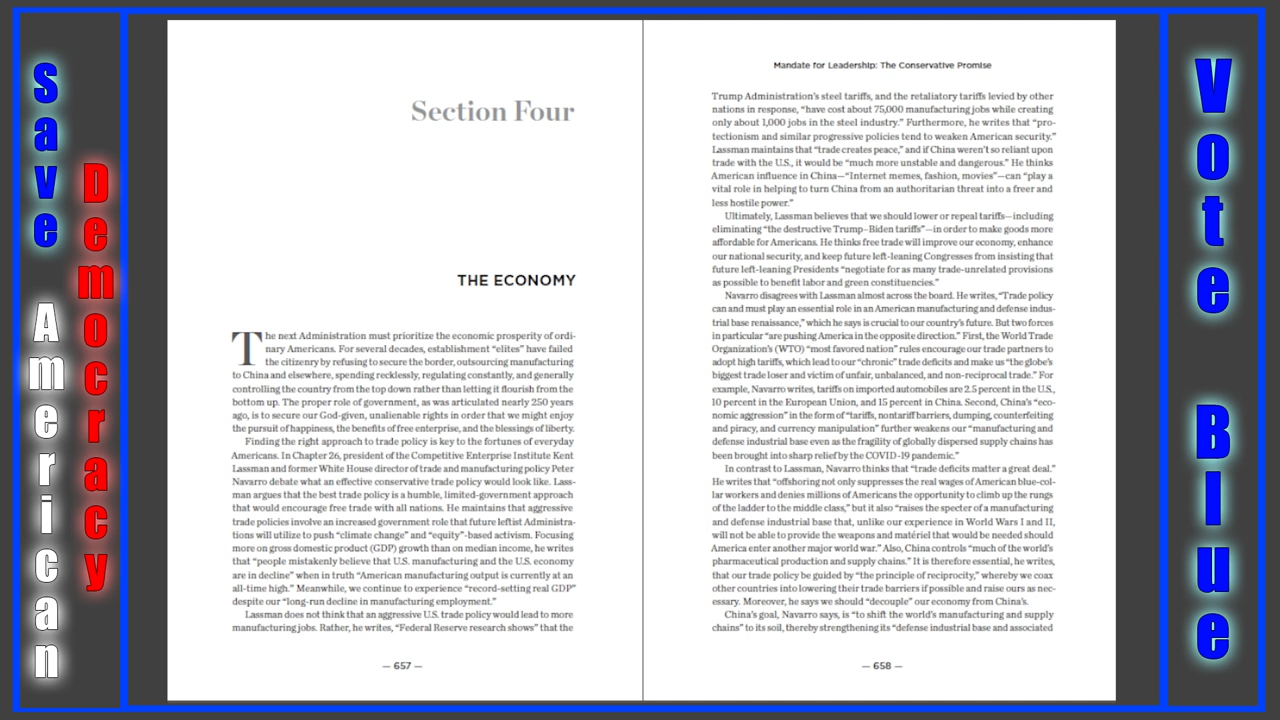 Save
American
Democracy
Section Four
THE ECONOMY
The next Administration must prioritize the economic prosperity of ordi-
nary Americans. For several decades, establishment “elites” have failed
the citizenry by refusing to secure the border, outsourcing manufacturing
to China and elsewhere, spending recklessly, regulating constantly, and generally
controlling the country from the top down rather than letting it flourish from the
bottom up. The proper role of government, as was articulated nearly 250 years
ago, is to secure our God-given, unalienable rights in order that we might enjoy
the pursuit of happiness, the benefits of free enterprise, and the blessings of liberty.
Finding the right approach to trade policy is key to the fortunes of everyday
Americans. In Chapter 26, president of the Competitive Enterprise Institute Kent
Lassman and former White House director of trade and manufacturing policy Peter
Navarro debate what an effective conservative trade policy would look like. Lass-
man argues that the best trade policy is a humble, limited-government approach
that would encourage free trade with all nations. He maintains that aggressive
trade policies involve an increased government role that future leftist Administra-
tions will utilize to push “climate change” and “equity”-based activism. Focusing
more on gross domestic product (GDP) growth than on median income, he writes
that “people mistakenly believe that U.S. manufacturing and the U.S. economy
are in decline” when in truth “American manufacturing output is currently at an
all-time high.” Meanwhile, we continue to experience “record-setting real GDP”
despite our “long-run decline in manufacturing employment.”
Lassman does not think that an aggressive U.S. trade policy would lead to more
manufacturing jobs. Rather, he writes, “Federal Reserve research shows” that the
— 657 —
Mandate for Leadership: The Conservative Promise
Trump Administration’s steel tariffs, and the retaliatory tariffs levied by other
nations in response, “have cost about 75,000 manufacturing jobs while creating
only about 1,000 jobs in the steel industry.” Furthermore, he writes that “pro-
tectionism and similar progressive policies tend to weaken American security.”
Lassman maintains that “trade creates peace,” and if China weren’t so reliant upon
trade with the U.S., it would be “much more unstable and dangerous.” He thinks
American influence in China—“Internet memes, fashion, movies”—can “play a
vital role in helping to turn China from an authoritarian threat into a freer and
less hostile power.”
Ultimately, Lassman believes that we should lower or repeal tariffs—including
eliminating “the destructive Trump–Biden tariffs”—in order to make goods more
affordable for Americans. He thinks free trade will improve our economy, enhance
our national security, and keep future left-leaning Congresses from insisting that
future left-leaning Presidents “negotiate for as many trade-unrelated provisions
as possible to benefit labor and green constituencies.”
Navarro disagrees with Lassman almost across the board. He writes, “Trade policy
can and must play an essential role in an American manufacturing and defense indus-
trial base renaissance,” which he says is crucial to our country’s future. But two forces
in particular “are pushing America in the opposite direction.” First, the World Trade
Organization’s (WTO) “most favored nation” rules encourage our trade partners to
adopt high tariffs, which lead to our “chronic” trade deficits and make us “the globe’s
biggest trade loser and victim of unfair, unbalanced, and non-reciprocal trade.” For
example, Navarro writes, tariffs on imported automobiles are 2.5 percent in the U.S.,
10 percent in the European Union, and 15 percent in China. Second, China’s “eco-
nomic aggression” in the form of “tariffs, nontariff barriers, dumping, counterfeiting
and piracy, and currency manipulation” further weakens our “manufacturing and
defense industrial base even as the fragility of globally dispersed supply chains has
been brought into sharp relief by the COVID-19 pandemic.”
In contrast to Lassman, Navarro thinks that “trade deficits matter a great deal.”
He writes that “offshoring not only suppresses the real wages of American blue-col-
lar workers and denies millions of Americans the opportunity to climb up the rungs
of the ladder to the middle class,” but it also “raises the specter of a manufacturing
and defense industrial base that, unlike our experience in World Wars I and II,
will not be able to provide the weapons and matériel that would be needed should
America enter another major world war.” Also, China controls “much of the world’s
pharmaceutical production and supply chains.” It is therefore essential, he writes,
that our trade policy be guided by “the principle of reciprocity,” whereby we coax
other countries into lowering their trade barriers if possible and raise ours as nec-
essary. Moreover, he says we should “decouple” our economy from China’s.
China’s goal, Navarro says, is “to shift the world’s manufacturing and supply
chains” to its soil, thereby strengthening its “defense industrial base and associated
— 658 —
Vote
Blue